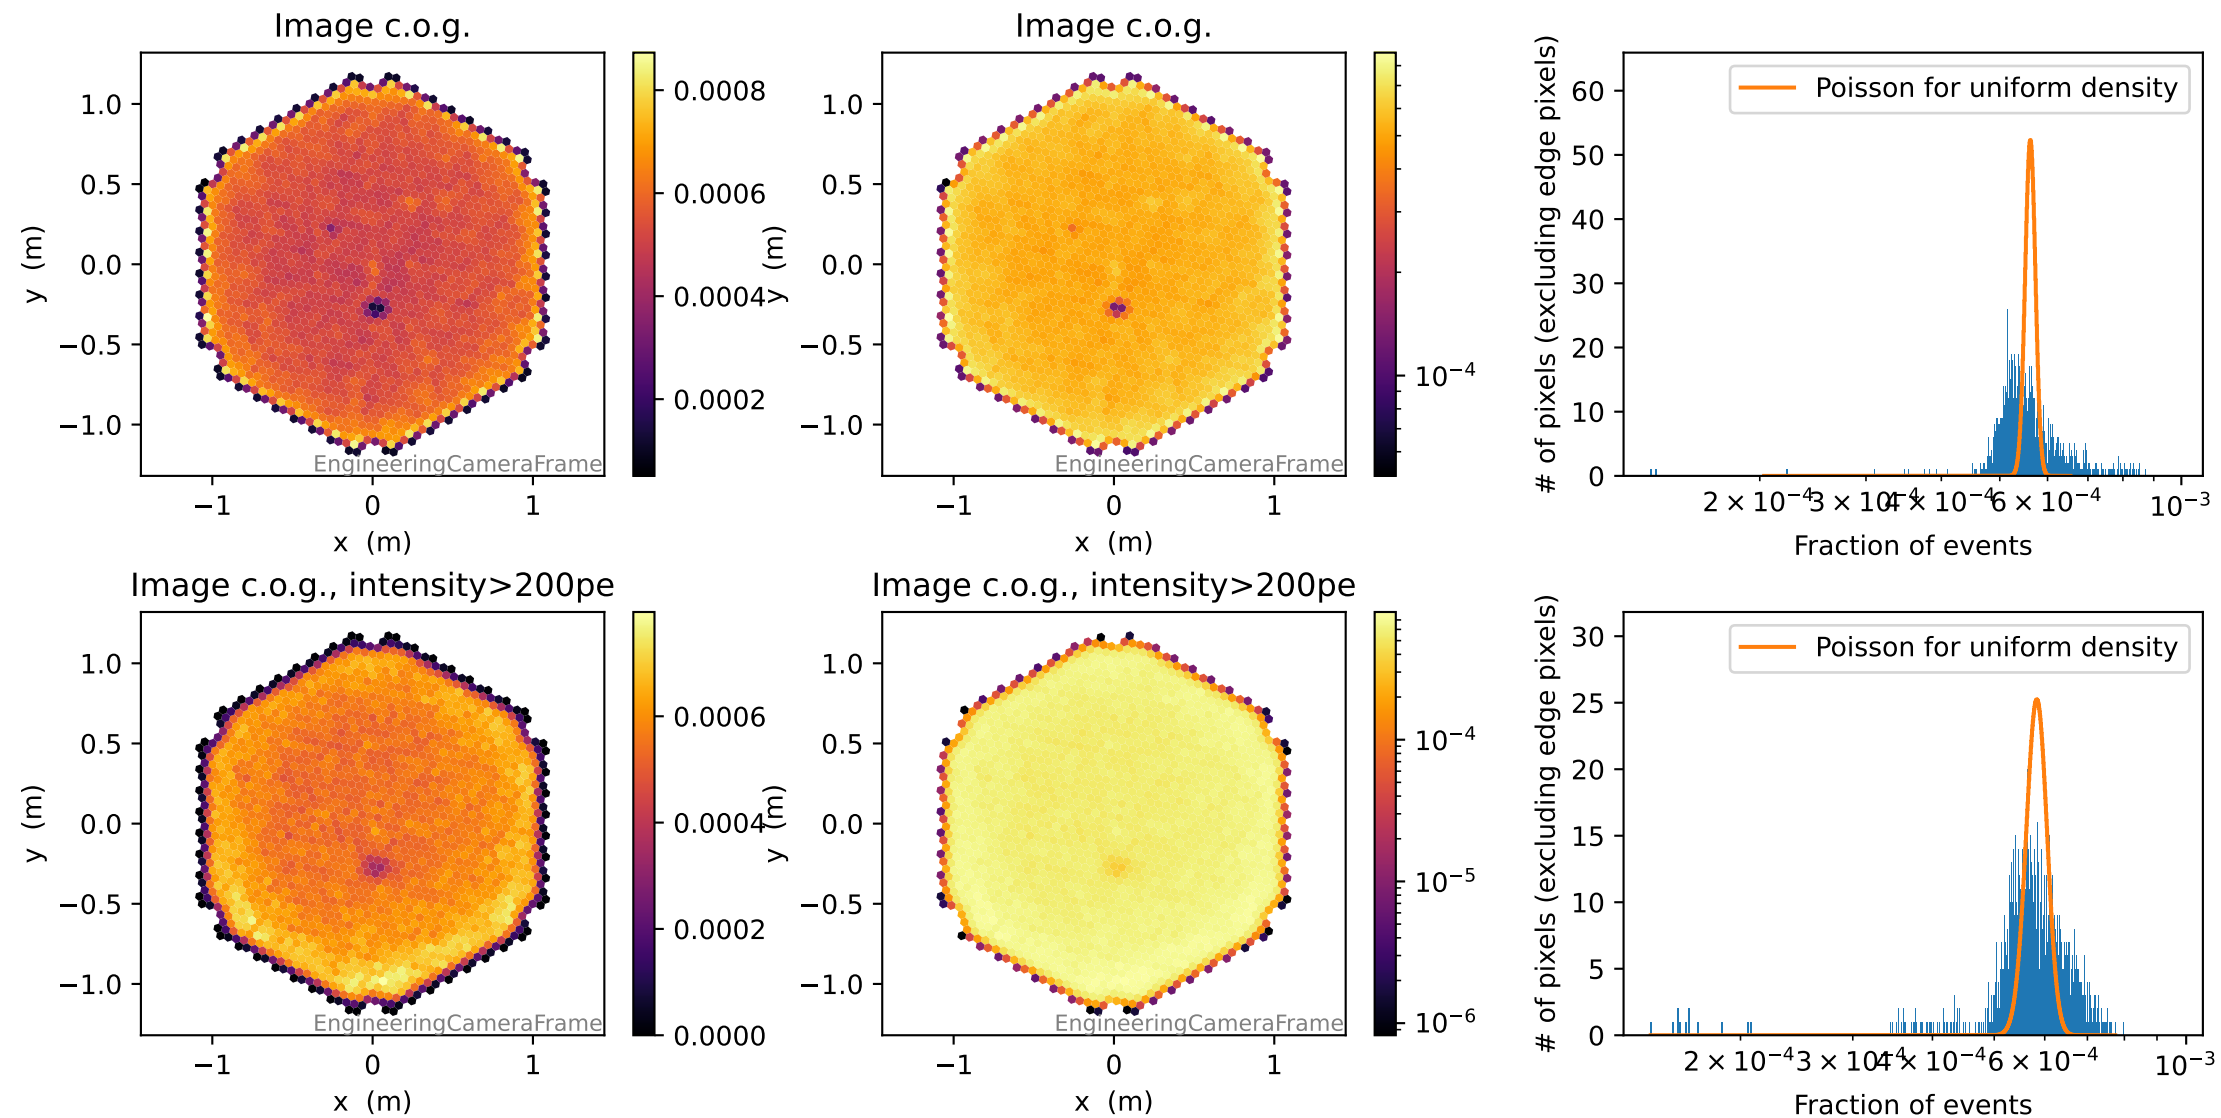 Image c.o.g.
1.0
0.5
0.0
−0.5
−1.0
y (m)
−1
0
1
x (m)
EngineeringCameraFrame
0.0008
0.0006
0.0004
0.0002
Image c.o.g.
1.0
0.5
0.0
−0.5
−1.0
y (m)
−1
0
1
x (m)
EngineeringCameraFrame
10⁻⁴
Poisson for uniform density
60
50
40
30
20
10
0
# of pixels (excluding edge pixels)
2 × 10⁻⁴
3 × 10⁻⁴
4 × 10⁻⁴
6 × 10⁻⁴
10⁻³
Fraction of events
Image c.o.g., intensity>200pe
1.0
0.5
0.0
−0.5
−1.0
y (m)
−1
0
1
x (m)
EngineeringCameraFrame
0.0006
0.0004
0.0002
0.0000
Image c.o.g., intensity>200pe
1.0
0.5
0.0
−0.5
−1.0
y (m)
−1
0
1
x (m)
EngineeringCameraFrame
10⁻⁴
10⁻⁵
10⁻⁶
Poisson for uniform density
30
25
20
15
10
5
0
# of pixels (excluding edge pixels)
2 × 10⁻⁴
3 × 10⁻⁴
4 × 10⁻⁴
6 × 10⁻⁴
10⁻³
Fraction of events